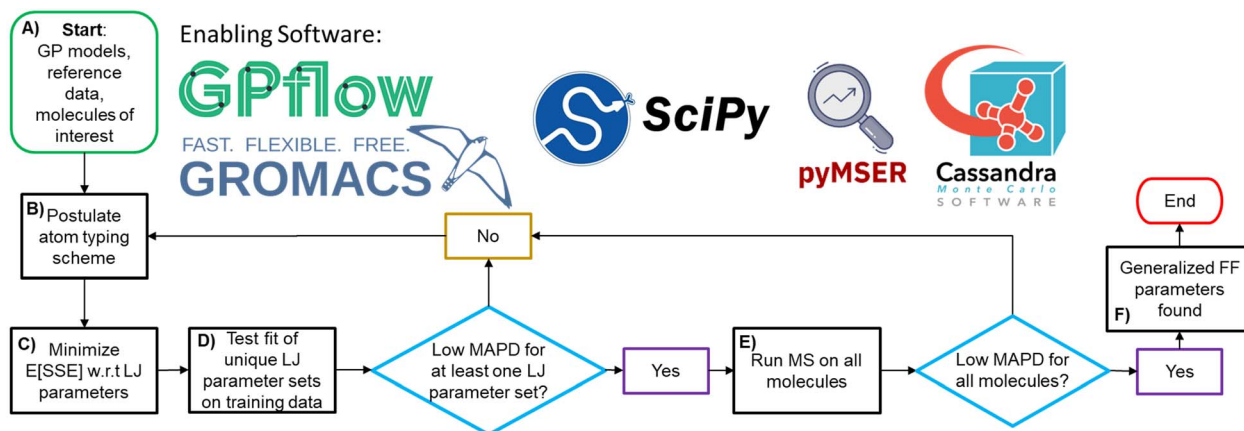 A) Start:
GP models,
reference
data,
molecules of
interest
Enabling Software:
GPflow
FAST. FLEXIBLE. FREE.
GROMACS
SciPy
pyMSER
Cassandra
Monte Carlo
SOFTWARE
B) Postulate
atom typing
scheme
No
End
Generalized FF
parameters
found
F)
C) Minimize
E[SSE] w.r.t LJ
parameters
D) Test fit of
unique LJ
parameter sets
on training data
Low MAPD for
at least one LJ
parameter set?
Yes
E) Run MS on all
molecules
Low MAPD for
all molecules?
Yes